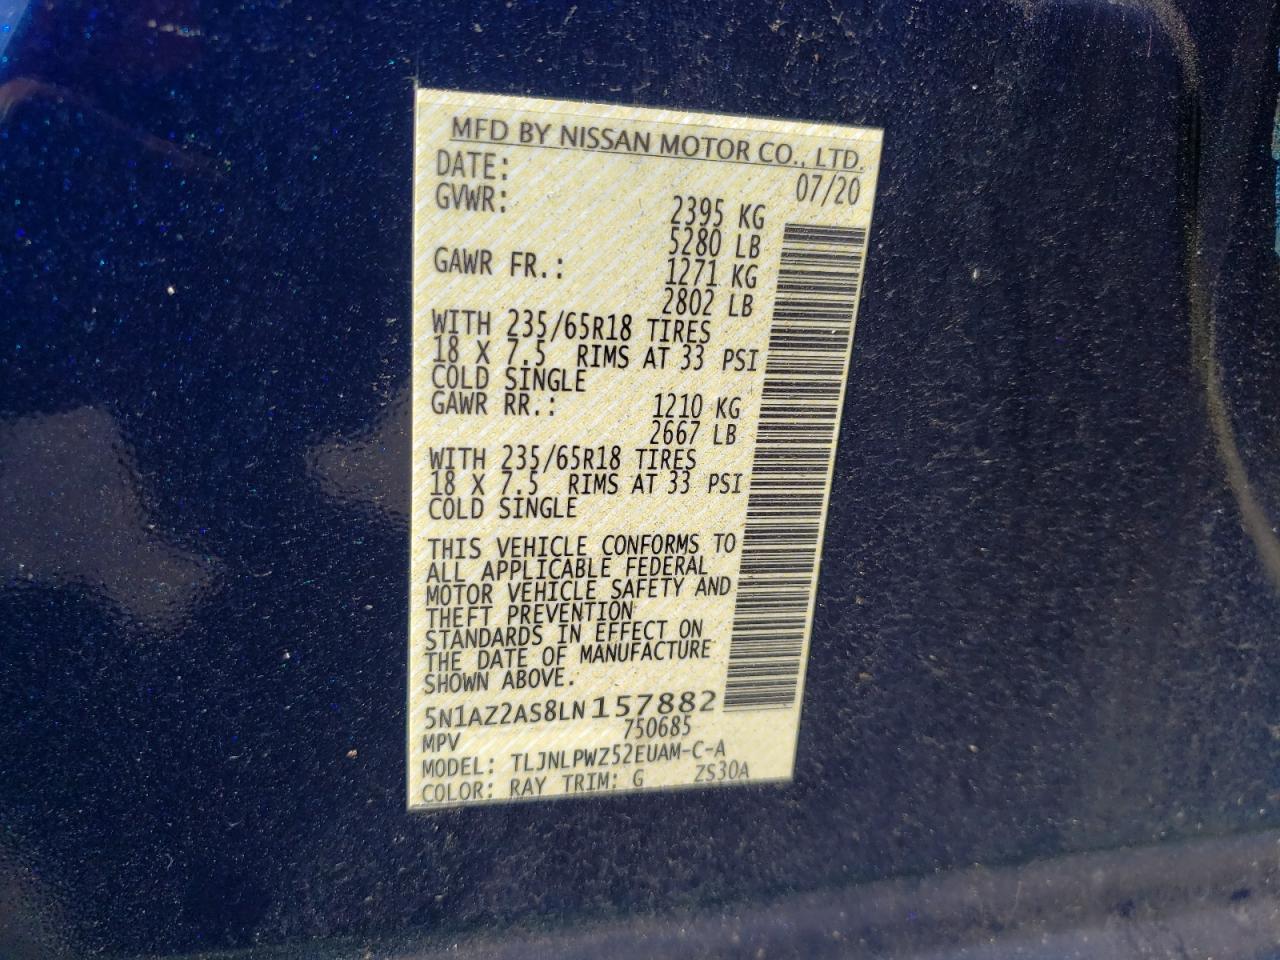 MFD BY NISSAN MOTOR CO., LTD.
DATE: 07/20
GVWR: 2395 KG
5280 LB
GAWR FR.: 1271 KG
2802 LB
WITH 235/65R18 TIRES
18 X 7.5 RIMS AT 33 PSI
COLD SINGLE
GAWR RR.: 1210 KG
2667 LB
WITH 235/65R18 TIRES
18 X 7.5 RIMS AT 33 PSI
COLD SINGLE
THIS VEHICLE CONFORMS TO
ALL APPLICABLE FEDERAL
MOTOR VEHICLE SAFETY AND
THEFT PREVENTION
STANDARDS IN EFFECT ON
THE DATE OF MANUFACTURE
SHOWN ABOVE.
5N1AZ2AS8LN157882
MPV 750685
MODEL: TLJNLPWZ52EUAM-C-A
COLOR: RAY TRIM: G ZS30A